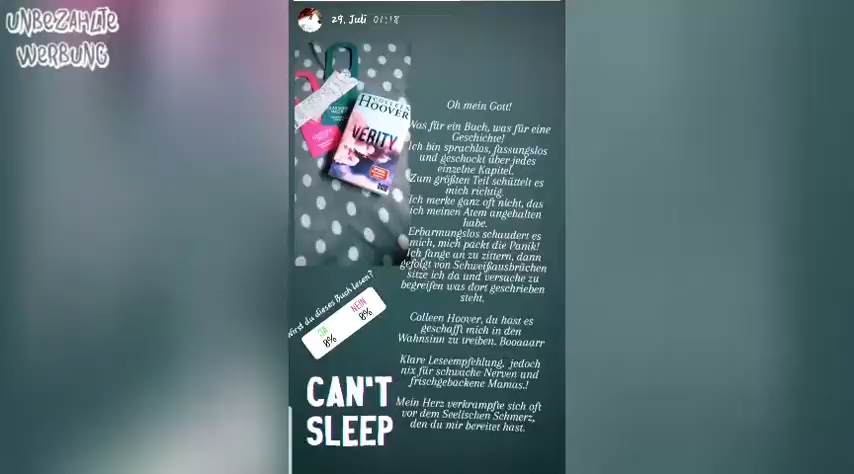 UNBEZAHLTE
WERBUNG
29. Juli 01:18
COLLEEN
HOOVER
VERITY
Oh mein Gott!
Was für ein Buch, was für eine
Geschichte!
Ich bin sprachlos, fassungslos
und geschockt über jedes
einzelne Kapitel.
Zum größten Teil schüttelt es
mich richtig.
Ich merke ganz oft nicht, das
ich meinen Atem angehalten
habe.
Erbarmungslos schaudert es
mich, mich packt die Panik!
Ich fange an zu zittern, dann
gefolgt von Schweißausbrüchen
sitze ich da und versuche zu
begreifen was dort geschrieben
steht.
Colleen Hoover, du hast es
geschafft mich in den
Wahnsinn zu treiben. Booaaarr
Klare Leseempfehlung, jedoch
nix für schwache Nerven und
frischgebackene Mamas.!
Mein Herz verkrampfte sich oft
vor dem Seelischen Schmerz,
den du mir bereitet hast.
Wirst du dieses Buch lesen?
JA NEIN
8% 8%
CAN'T
SLEEP